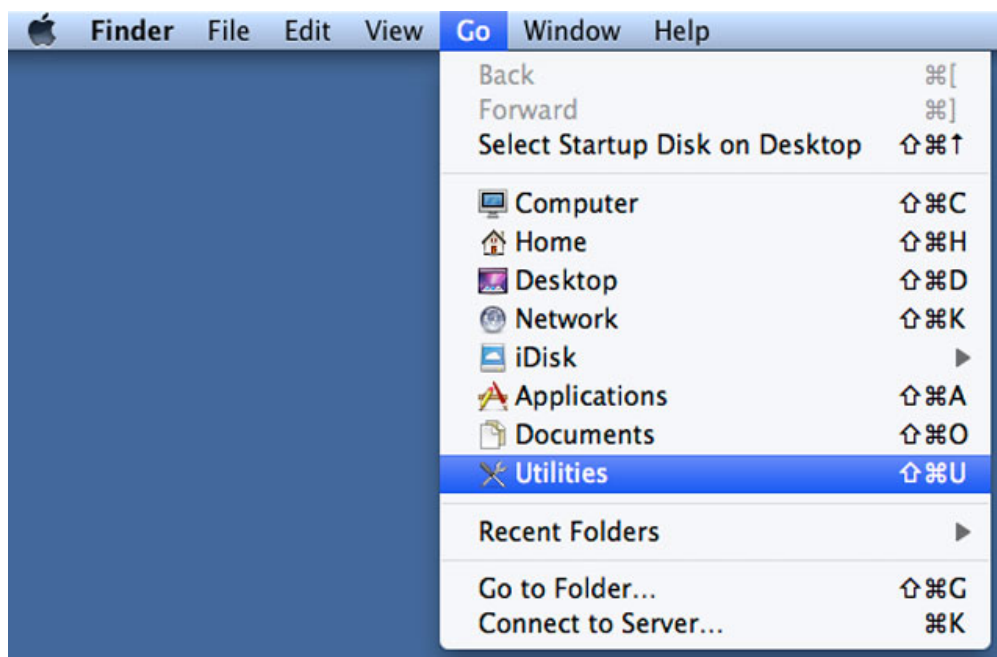 Finder File Edit View Go Window Help
Back ⌘[
Forward ⌘]
Select Startup Disk on Desktop ⇧⌘↑
Computer ⇧⌘C
Home ⇧⌘H
Desktop ⇧⌘D
Network ⇧⌘K
iDisk ▶
Applications ⇧⌘A
Documents ⇧⌘O
Utilities ⇧⌘U
Recent Folders ▶
Go to Folder... ⇧⌘G
Connect to Server... ⌘K